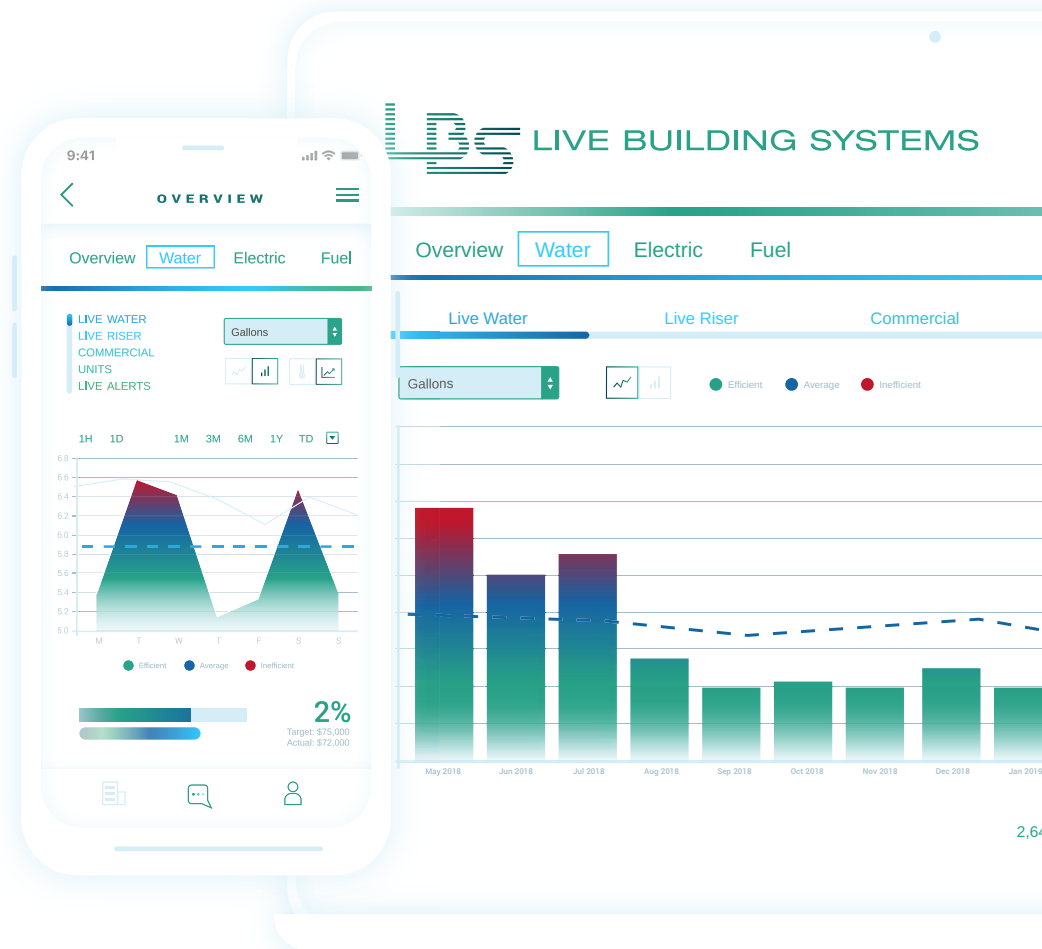 9:41
OVERVIEW
Overview Water Electric Fuel
LIVE WATER
LIVE RISER
COMMERCIAL
UNITS
LIVE ALERTS
Gallons
1H 1D 1M 3M 6M 1Y TD
6.8
6.6
6.4
6.2
6.0
5.8
5.6
5.4
5.2
5.0
M T W T F S S
Efficient Average Inefficient
2%
Target: $75,000
Actual: $72,000
LBS LIVE BUILDING SYSTEMS
Overview Water Electric Fuel
Live Water Live Riser Commercial
Gallons
Efficient Average Inefficient
May 2018 Jun 2018 Jul 2018 Aug 2018 Sep 2018 Oct 2018 Nov 2018 Dec 2018 Jan 2019
2,64